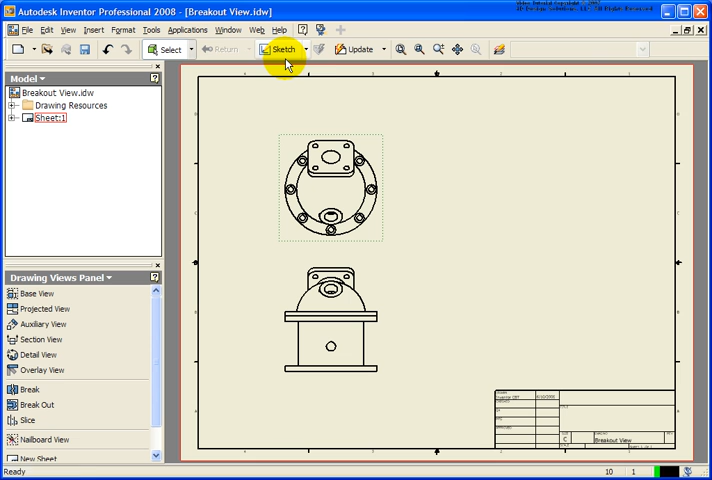 Autodesk Inventor Professional 2008 - [Breakout View.idw]
File Edit View Insert Format Tools Applications Window Web Help
Select Return Sketch Update
Model
Breakout View.idw
Drawing Resources
Sheet:1
Drawing Views Panel
Base View
Projected View
Auxiliary View
Section View
Detail View
Overlay View
Break
Break Out
Slice
Nailboard View
New Sheet
C
Breakout View
Ready
10 1